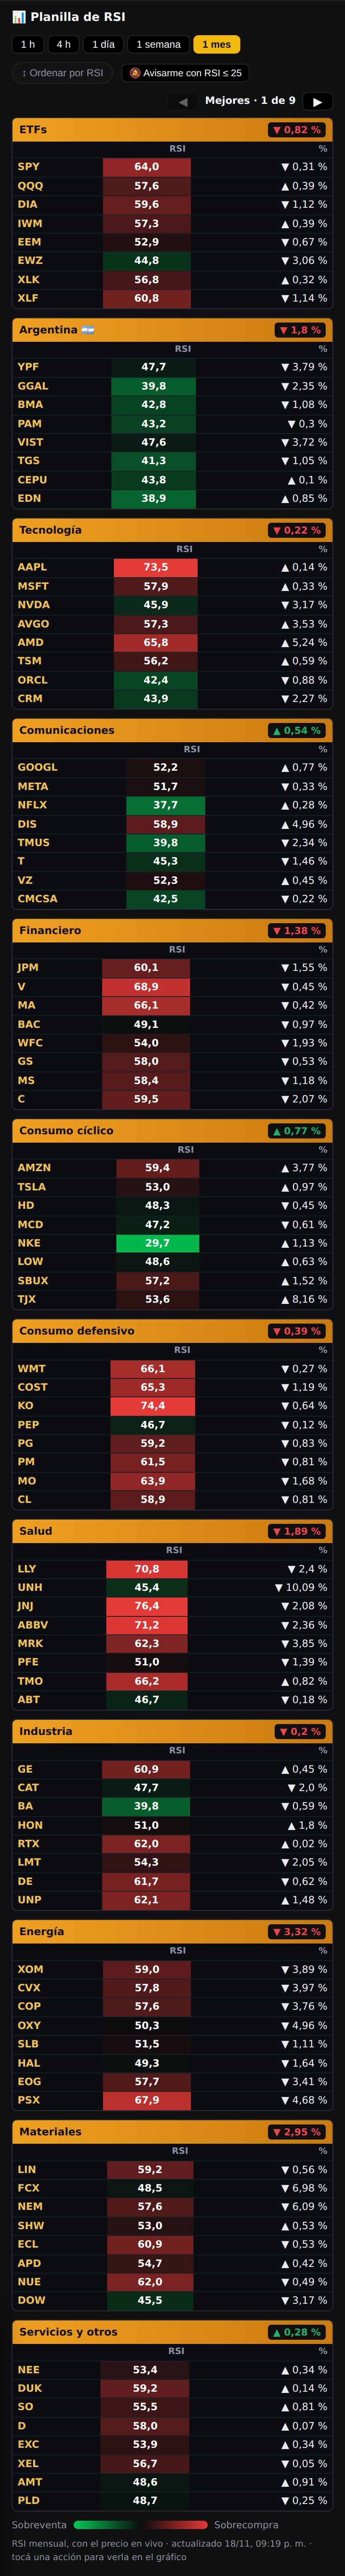 📊 Planilla de RSI
1 h 4 h 1 día 1 semana 1 mes
↕ Ordenar por RSI 🔕 Avisarme con RSI ≤ 25
◀ Mejores · 1 de 9 ▶
ETFs ▼ 0,82 %
RSI %
SPY 64,0 ▼ 0,31 %
QQQ 57,6 ▲ 0,39 %
DIA 59,6 ▼ 1,12 %
IWM 57,3 ▲ 0,39 %
EEM 52,9 ▼ 0,67 %
EWZ 44,8 ▼ 3,06 %
XLK 56,8 ▲ 0,32 %
XLF 60,8 ▼ 1,14 %
Argentina 🇦🇷 ▼ 1,8 %
RSI %
YPF 47,7 ▼ 3,79 %
GGAL 39,8 ▼ 2,35 %
BMA 42,8 ▼ 1,08 %
PAM 43,2 ▼ 0,3 %
VIST 47,6 ▼ 3,72 %
TGS 41,3 ▼ 1,05 %
CEPU 43,8 ▲ 0,1 %
EDN 38,9 ▲ 0,85 %
Tecnología ▼ 0,22 %
RSI %
AAPL 73,5 ▲ 0,14 %
MSFT 57,9 ▲ 0,33 %
NVDA 45,9 ▼ 3,17 %
AVGO 57,3 ▲ 3,53 %
AMD 65,8 ▲ 5,24 %
TSM 56,2 ▲ 0,59 %
ORCL 42,4 ▼ 0,88 %
CRM 43,9 ▼ 2,27 %
Comunicaciones ▲ 0,54 %
RSI %
GOOGL 52,2 ▲ 0,77 %
META 51,7 ▼ 0,33 %
NFLX 37,7 ▲ 0,28 %
DIS 58,9 ▲ 4,96 %
TMUS 39,8 ▼ 2,34 %
T 45,3 ▼ 1,46 %
VZ 52,3 ▲ 0,45 %
CMCSA 42,5 ▼ 0,22 %
Financiero ▼ 1,38 %
RSI %
JPM 60,1 ▼ 1,55 %
V 68,9 ▼ 0,45 %
MA 66,1 ▼ 0,42 %
BAC 49,1 ▼ 0,97 %
WFC 54,0 ▼ 1,93 %
GS 58,0 ▼ 0,53 %
MS 58,4 ▼ 1,18 %
C 59,5 ▼ 2,07 %
Consumo cíclico ▲ 0,77 %
RSI %
AMZN 59,4 ▲ 3,77 %
TSLA 53,0 ▲ 0,97 %
HD 48,3 ▼ 0,45 %
MCD 47,2 ▼ 0,61 %
NKE 29,7 ▲ 1,13 %
LOW 48,6 ▲ 0,63 %
SBUX 57,2 ▲ 1,52 %
TJX 53,6 ▲ 8,16 %
Consumo defensivo ▼ 0,39 %
RSI %
WMT 66,1 ▼ 0,27 %
COST 65,3 ▼ 1,19 %
KO 74,4 ▼ 0,64 %
PEP 46,7 ▼ 0,12 %
PG 59,2 ▼ 0,83 %
PM 61,5 ▼ 0,81 %
MO 63,9 ▼ 1,68 %
CL 58,9 ▼ 0,81 %
Salud ▼ 1,89 %
RSI %
LLY 70,8 ▼ 2,4 %
UNH 45,4 ▼ 10,09 %
JNJ 76,4 ▼ 2,08 %
ABBV 71,2 ▼ 2,36 %
MRK 62,3 ▼ 3,85 %
PFE 51,0 ▼ 1,39 %
TMO 66,2 ▲ 0,82 %
ABT 46,7 ▼ 0,18 %
Industria ▼ 0,2 %
RSI %
GE 60,9 ▲ 0,45 %
CAT 47,7 ▼ 2,0 %
BA 39,8 ▼ 0,59 %
HON 51,0 ▲ 1,8 %
RTX 62,0 ▲ 0,02 %
LMT 54,3 ▼ 2,05 %
DE 61,7 ▼ 0,62 %
UNP 62,1 ▲ 1,48 %
Energía ▼ 3,32 %
RSI %
XOM 59,0 ▼ 3,89 %
CVX 57,8 ▼ 3,97 %
COP 57,6 ▼ 3,76 %
OXY 50,3 ▼ 4,96 %
SLB 51,5 ▼ 1,11 %
HAL 49,3 ▼ 1,64 %
EOG 57,7 ▼ 3,41 %
PSX 67,9 ▼ 4,68 %
Materiales ▼ 2,95 %
RSI %
LIN 59,2 ▼ 0,56 %
FCX 48,5 ▼ 6,98 %
NEM 57,6 ▼ 6,09 %
SHW 53,0 ▲ 0,53 %
ECL 60,9 ▼ 0,53 %
APD 54,7 ▲ 0,42 %
NUE 62,0 ▼ 0,49 %
DOW 45,5 ▼ 3,17 %
Servicios y otros ▲ 0,28 %
RSI %
NEE 53,4 ▲ 0,34 %
DUK 59,2 ▲ 0,14 %
SO 55,5 ▲ 0,81 %
D 58,0 ▲ 0,07 %
EXC 53,9 ▲ 0,34 %
XEL 56,7 ▼ 0,05 %
AMT 48,6 ▲ 0,91 %
PLD 48,7 ▼ 0,25 %
Sobreventa Sobrecompra
RSI mensual, con el precio en vivo · actualizado 18/11, 09:19 p. m. ·
tocá una acción para verla en el gráfico